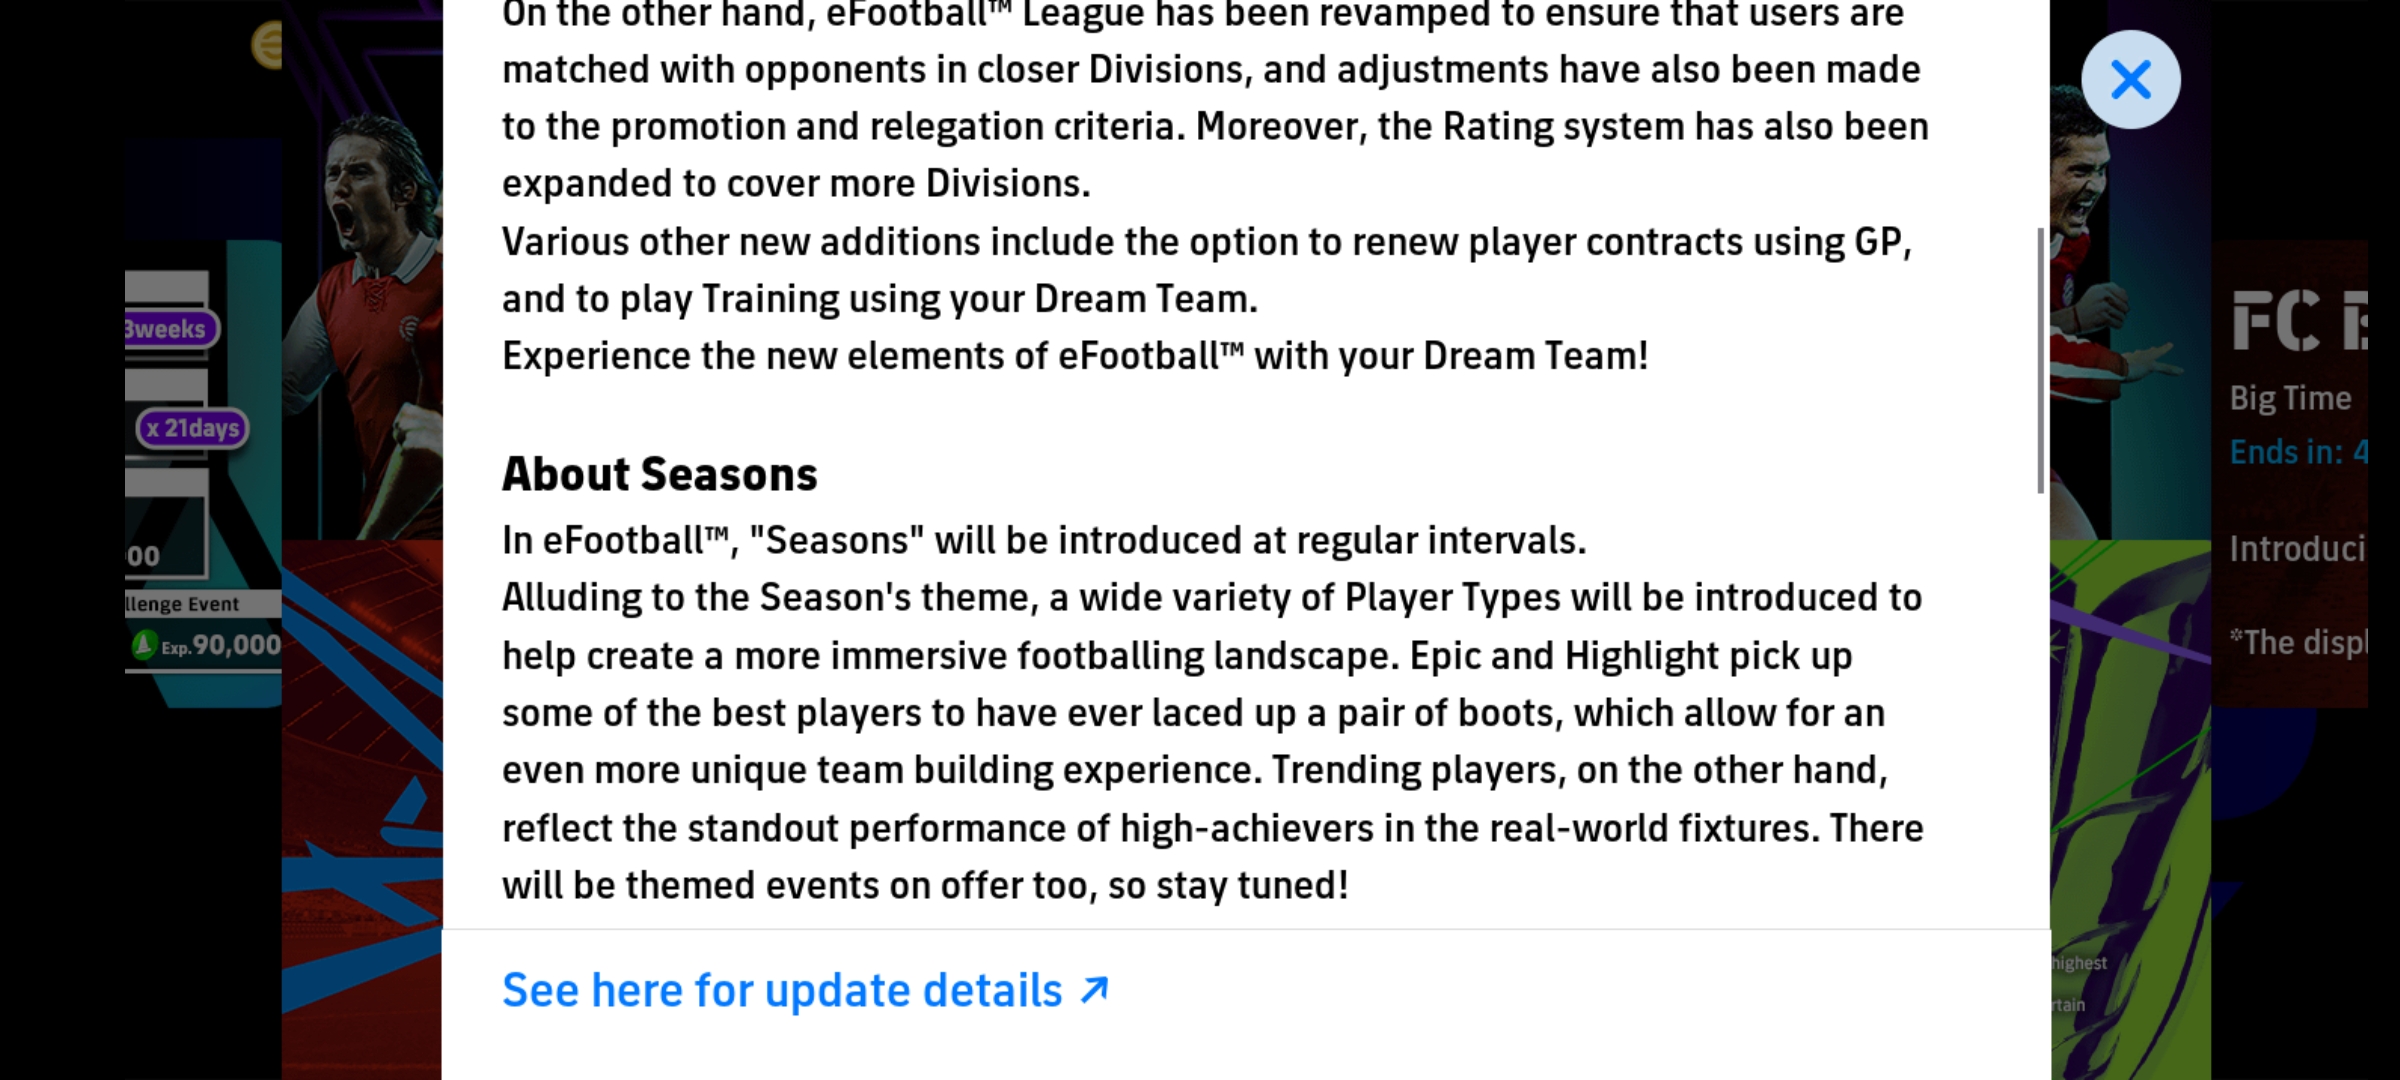 On the other hand, eFootball™ League has been revamped to ensure that users are
matched with opponents in closer Divisions, and adjustments have also been made
to the promotion and relegation criteria. Moreover, the Rating system has also been
expanded to cover more Divisions.
Various other new additions include the option to renew player contracts using GP,
and to play Training using your Dream Team.
Experience the new elements of eFootball™ with your Dream Team!
About Seasons
In eFootball™, "Seasons" will be introduced at regular intervals.
Alluding to the Season's theme, a wide variety of Player Types will be introduced to
help create a more immersive footballing landscape. Epic and Highlight pick up
some of the best players to have ever laced up a pair of boots, which allow for an
even more unique team building experience. Trending players, on the other hand,
reflect the standout performance of high-achievers in the real-world fixtures. There
will be themed events on offer too, so stay tuned!
See here for update details ↗
3weeks
x 21days
00
llenge Event
Exp.90,000
FC
Big Time
Ends in: 4
Introduci
*The displ
highest
rtain